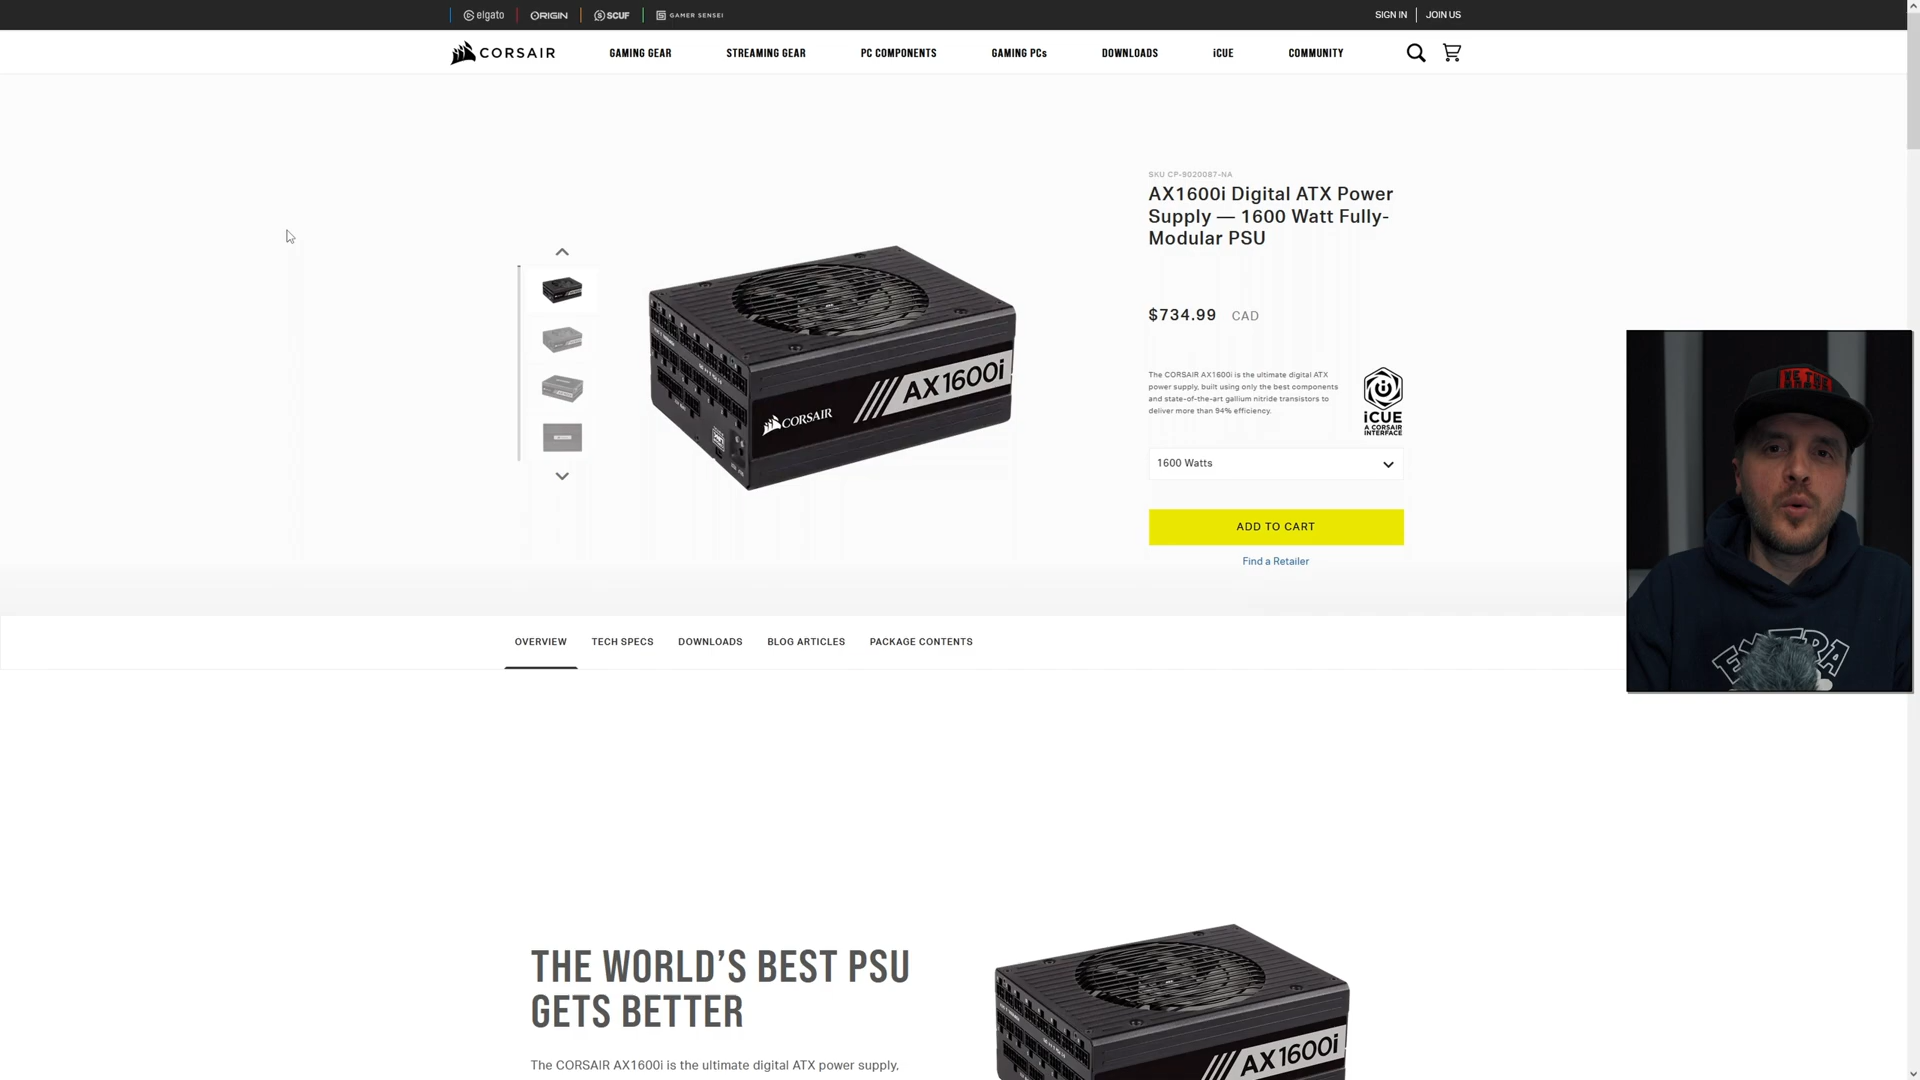 elgato
ORIGIN
SCUF
GAMER SENSEI
SIGN IN
JOIN US
CORSAIR
GAMING GEAR
STREAMING GEAR
PC COMPONENTS
GAMING PCs
DOWNLOADS
iCUE
COMMUNITY
SKU CP-9020087-NA
AX1600i Digital ATX Power
Supply — 1600 Watt Fully-
Modular PSU
$734.99 CAD
The CORSAIR AX1600i is the ultimate digital ATX
power supply, built using only the best components
and state-of-the-art gallium nitride transistors to
deliver more than 94% efficiency.
iCUE
A CORSAIR
INTERFACE
1600 Watts
ADD TO CART
Find a Retailer
CORSAIR
AX1600i
OVERVIEW
TECH SPECS
DOWNLOADS
BLOG ARTICLES
PACKAGE CONTENTS
THE WORLD'S BEST PSU
GETS BETTER
The CORSAIR AX1600i is the ultimate digital ATX power supply,
AX1600i